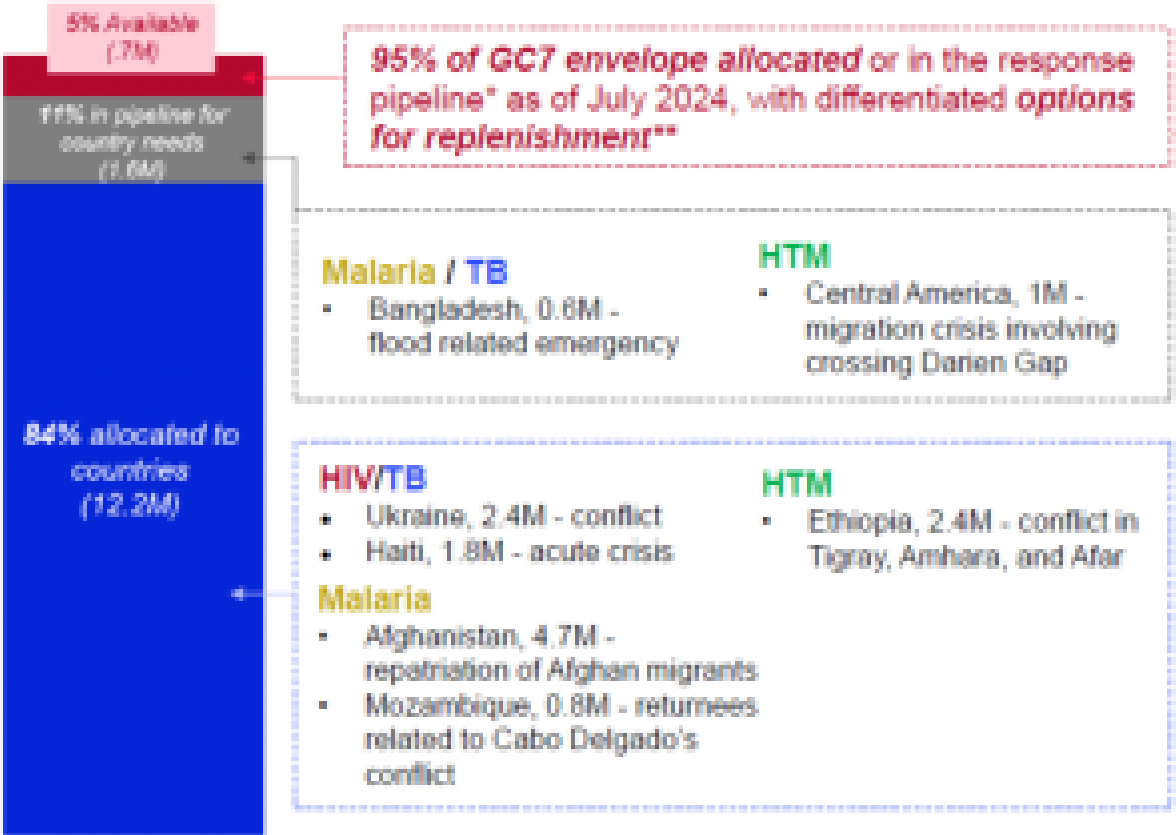 5% Available
(.7M)
95% of GC7 envelope allocated or in the response
pipeline* as of July 2024, with differentiated options
for replenishment**
11% in pipeline for
country needs
(1.6M)
Malaria / TB
• Bangladesh, 0.6M -
flood related emergency
HTM
• Central America, 1M -
migration crisis involving
crossing Darien Gap
84% allocated to
countries
(12.2M)
HIV/TB
• Ukraine, 2.4M - conflict
• Haiti, 1.8M - acute crisis
Malaria
• Afghanistan, 4.7M -
repatriation of Afghan migrants
• Mozambique, 0.8M - returnees
related to Cabo Delgado's
conflict
HTM
• Ethiopia, 2.4M - conflict in
Tigray, Amhara, and Afar